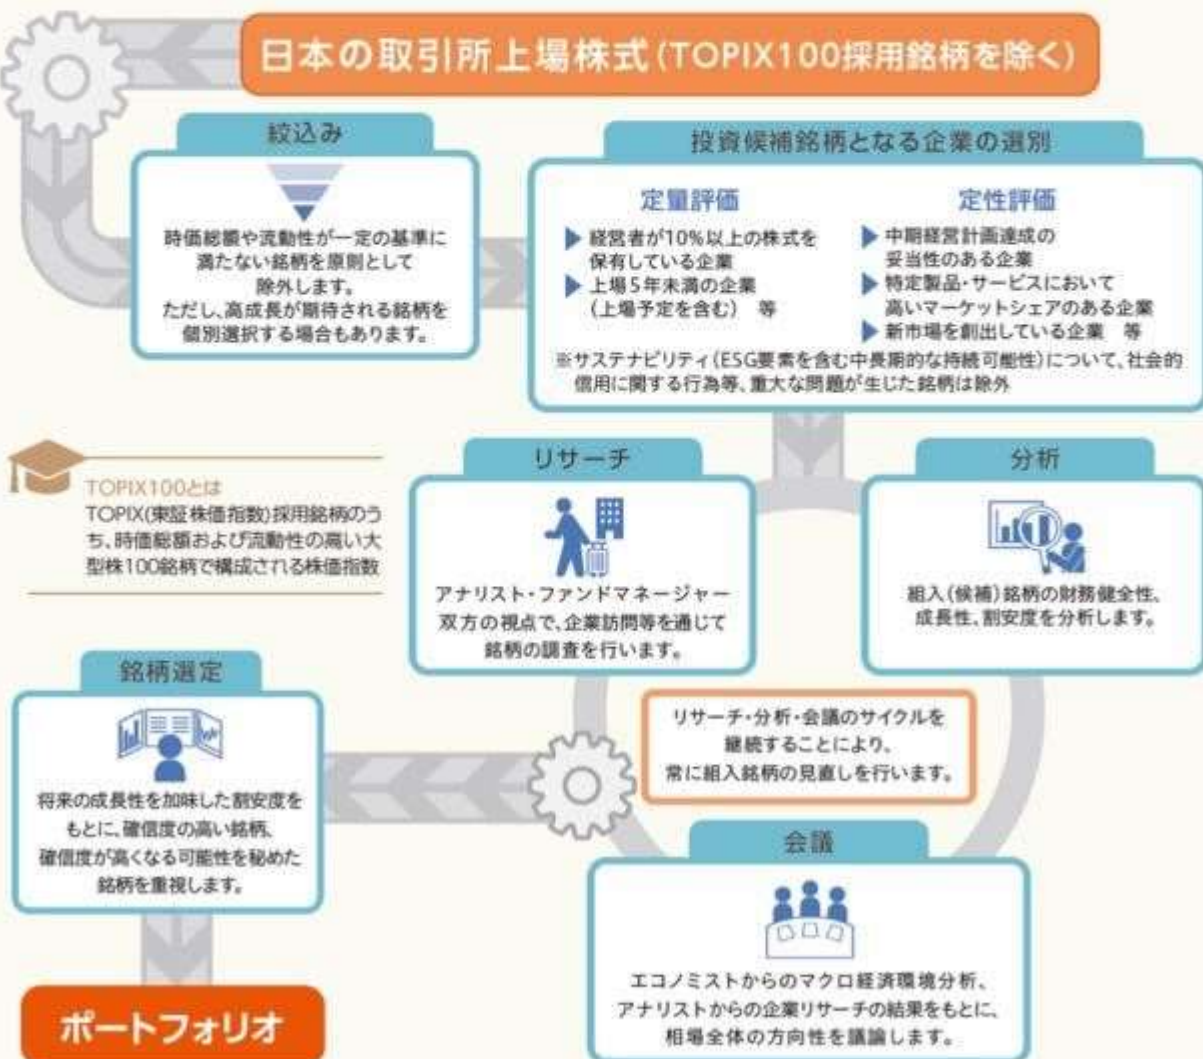 日本の取引所上場株式(TOPIX100採用銘柄を除く)
絞込み
時価総額や流動性が一定の基準に
満たない銘柄を原則として
除外します。
ただし、高成長が期待される銘柄を
個別選択する場合もあります。
投資候補銘柄となる企業の選別
定量評価
▶ 経営者が10%以上の株式を
保有している企業
▶ 上場5年未満の企業
(上場予定を含む) 等
定性評価
▶ 中期経営計画達成の
妥当性のある企業
▶ 特定製品・サービスにおいて
高いマーケットシェアのある企業
▶ 新市場を創出している企業 等
※サステナビリティ(ESG要素を含む中長期的な持続可能性)について、社会的
信用に関する行為等、重大な問題が生じた銘柄は除外
TOPIX100とは
TOPIX(東証株価指数)採用銘柄のう
ち、時価総額および流動性の高い大
型株100銘柄で構成される株価指数
リサーチ
アナリスト・ファンドマネージャー
双方の視点で、企業訪問等を通じて
銘柄の調査を行います。
分析
組入(候補)銘柄の財務健全性、
成長性、割安度を分析します。
リサーチ・分析・会議のサイクルを
継続することにより、
常に組入銘柄の見直しを行います。
会議
エコノミストからのマクロ経済環境分析、
アナリストからの企業リサーチの結果をもとに、
相場全体の方向性を議論します。
銘柄選定
将来の成長性を加味した割安度を
もとに、確信度の高い銘柄、
確信度が高くなる可能性を秘めた
銘柄を重視します。
ポートフォリオ